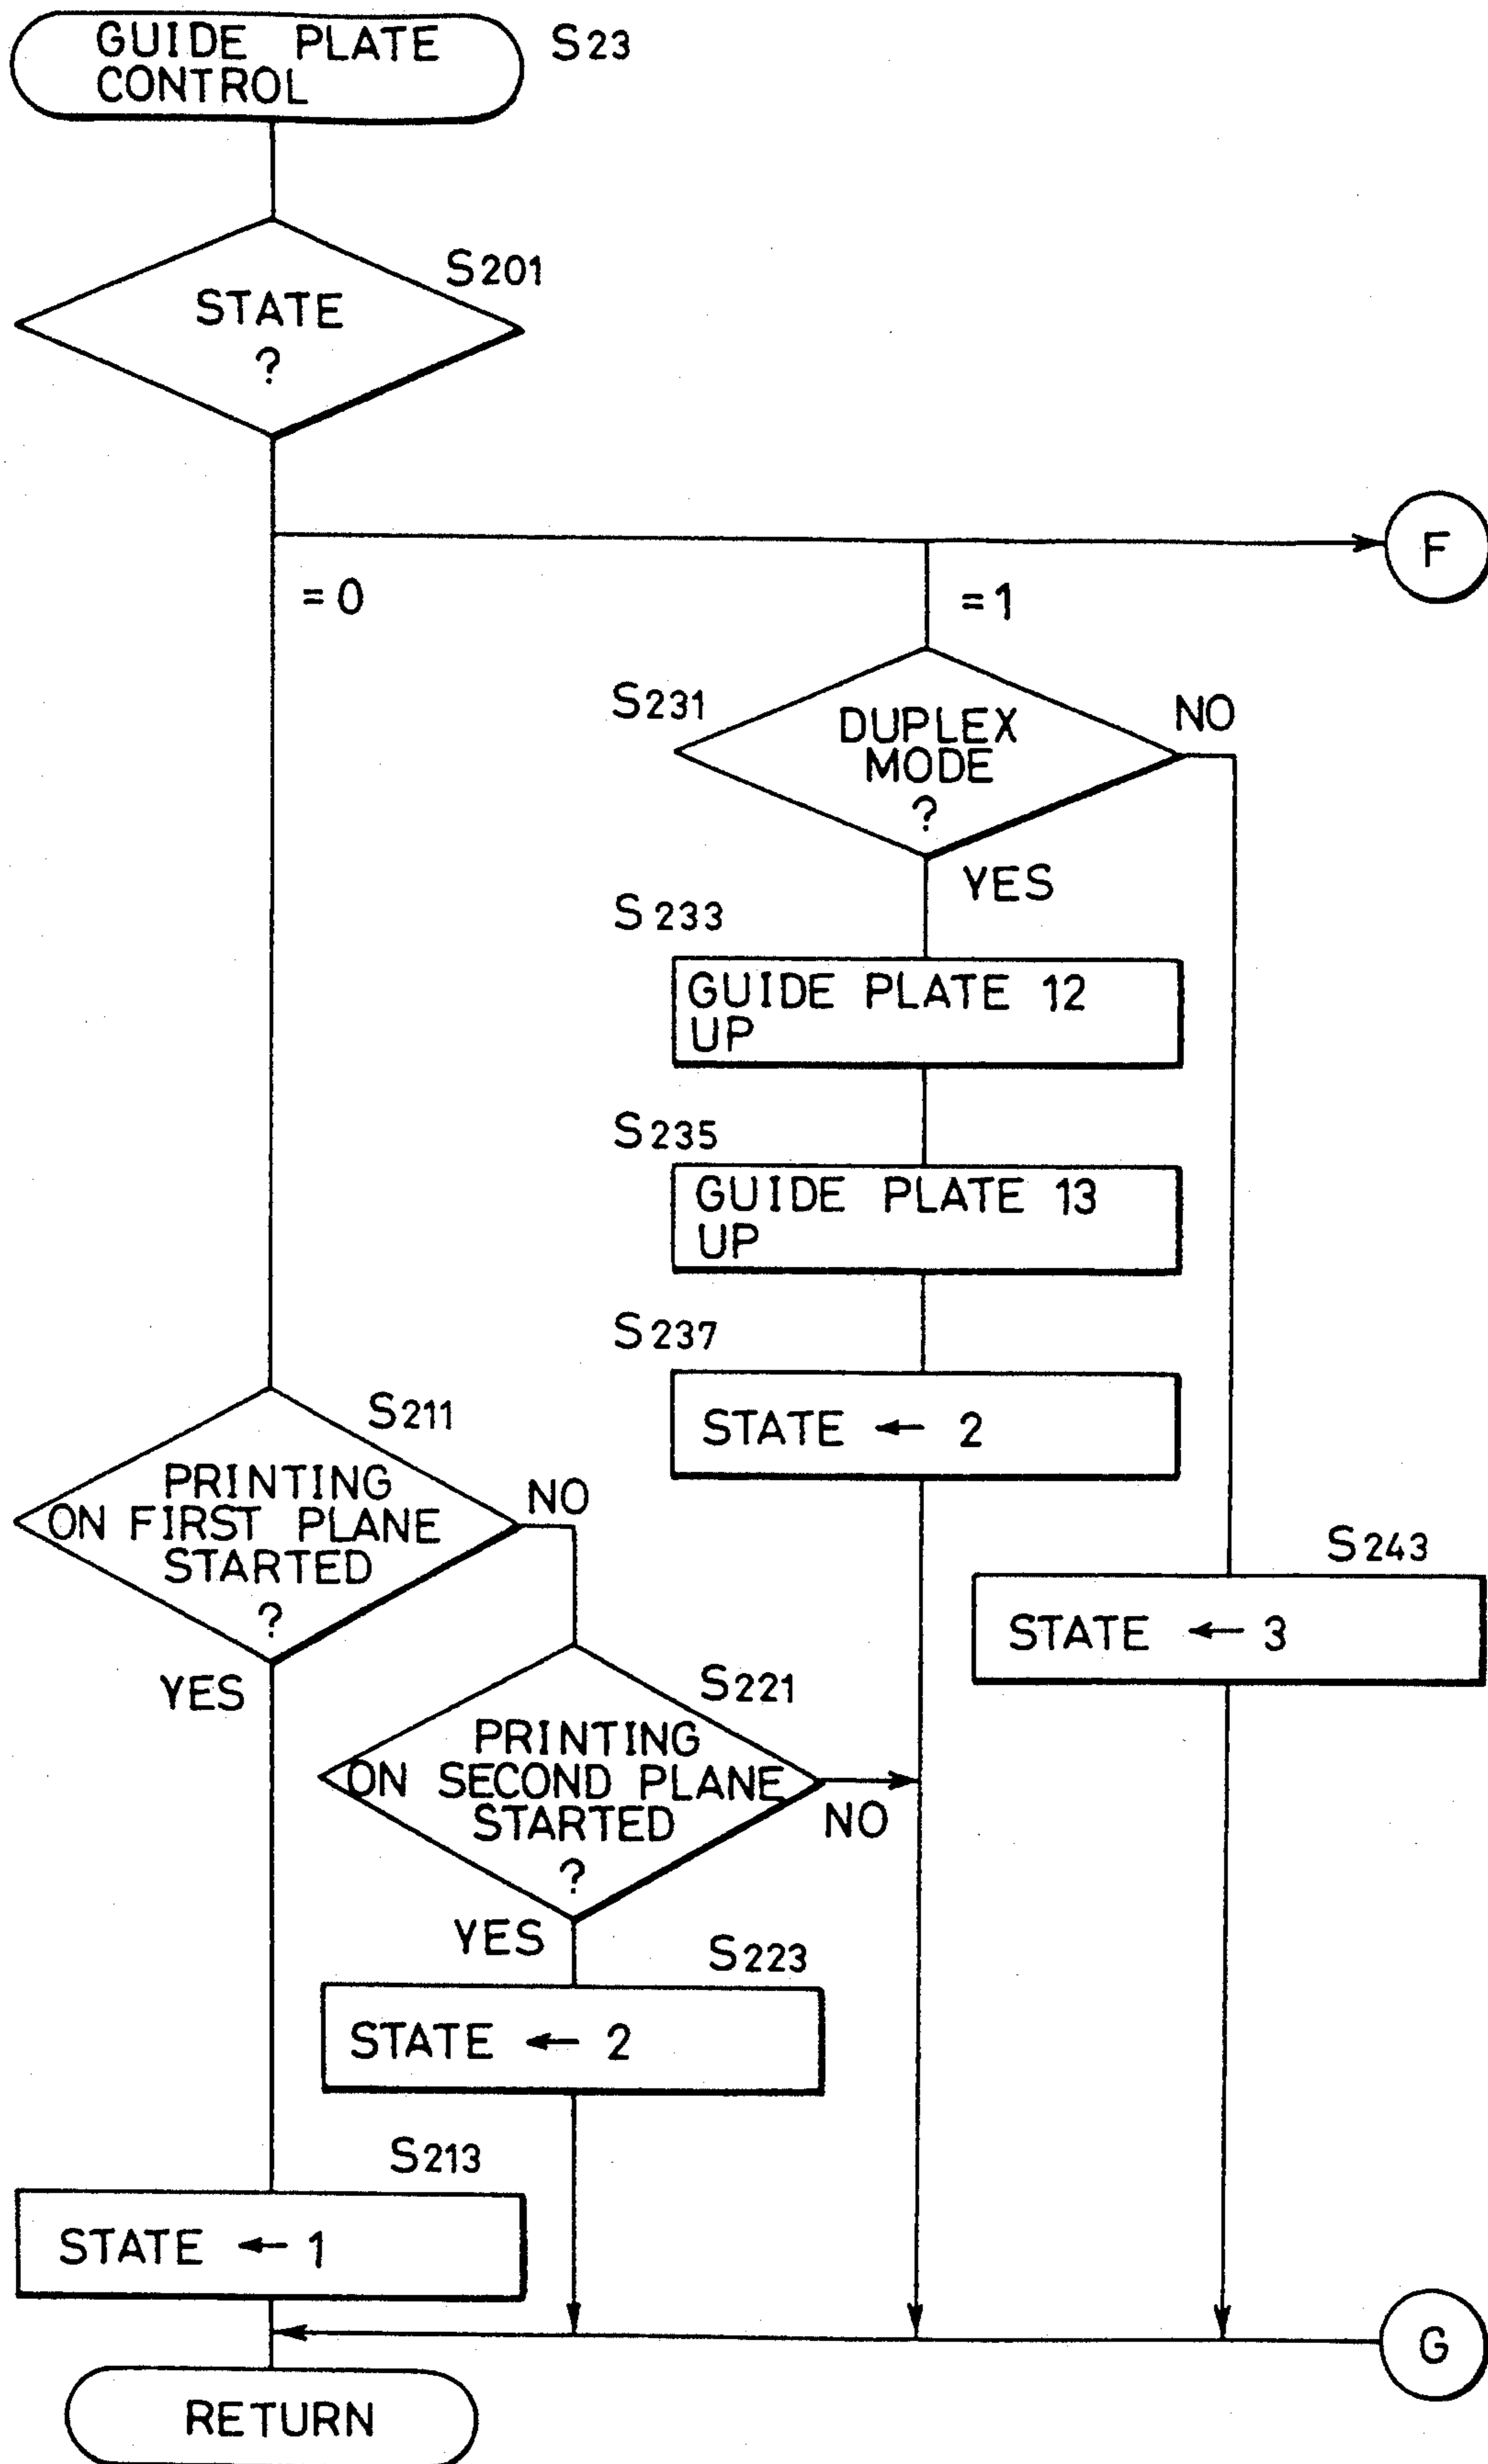 GUIDE PLATE
CONTROL
S23
S201
STATE
?
F
=0
=1
S231
DUPLEX
MODE
?
NO
YES
S233
GUIDE PLATE 12
UP
S235
GUIDE PLATE 13
UP
S237
STATE ← 2
S211
PRINTING
ON FIRST PLANE
STARTED
?
NO
YES
S243
STATE ← 3
S221
PRINTING
ON SECOND PLANE
STARTED
?
NO
YES
S223
STATE ← 2
S213
STATE ← 1
G
RETURN